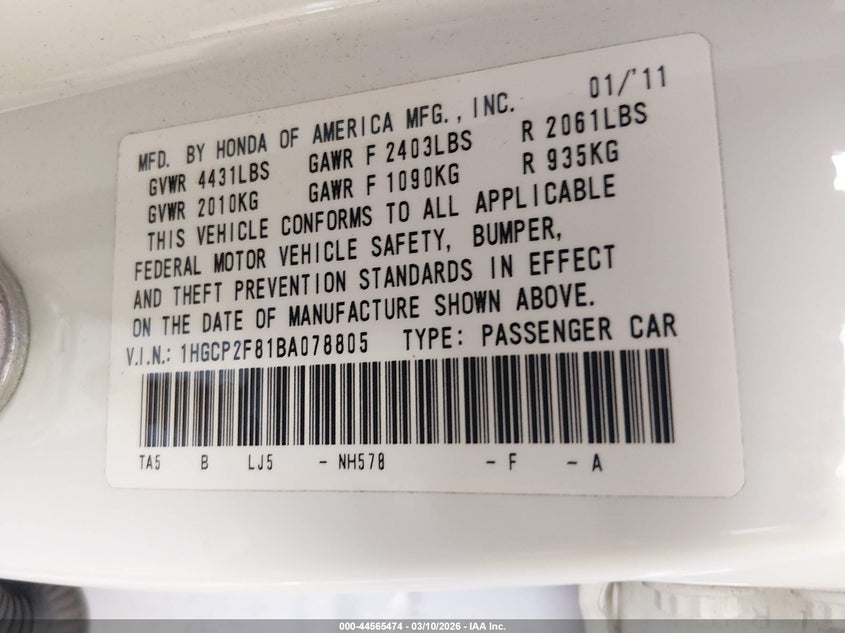 MFD. BY HONDA OF AMERICA MFG., INC. 01/'11
GVWR 4431LBS GAWR F 2403LBS R 2061LBS
GVWR 2010KG GAWR F 1090KG R 935KG
THIS VEHICLE CONFORMS TO ALL APPLICABLE
FEDERAL MOTOR VEHICLE SAFETY, BUMPER,
AND THEFT PREVENTION STANDARDS IN EFFECT
ON THE DATE OF MANUFACTURE SHOWN ABOVE.
V.I.N.: 1HGCP2F81BA078805 TYPE: PASSENGER CAR
TA5 B LJ5 - NH578 - F - A
000-44565474 — 03/10/2026 — IAA Inc.